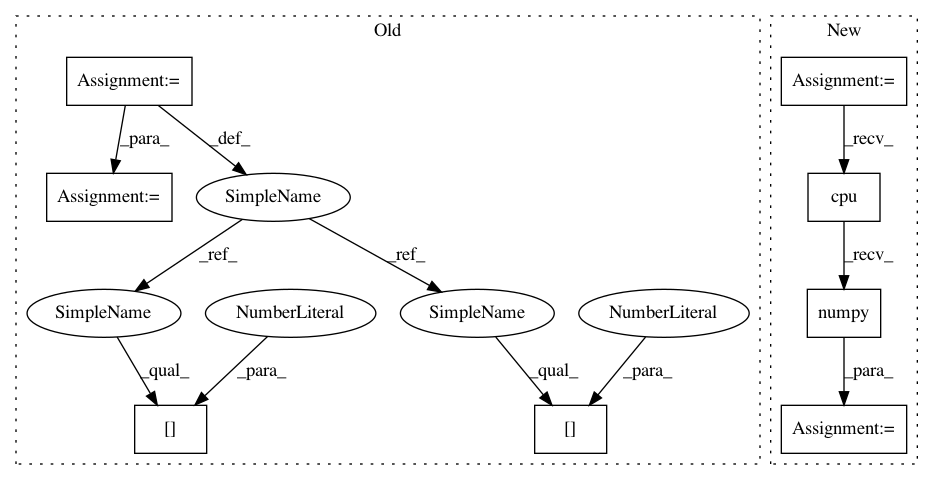 Old
New
Assignment:=
Assignment:=
_para_
_def_
_recv_
Assignment:=
SimpleName
cpu
_ref_
_ref_
_recv_
SimpleName
NumberLiteral
SimpleName
NumberLiteral
numpy
_qual_
_para_
_qual_
_para_
_para_
[]
[]
Assignment:=